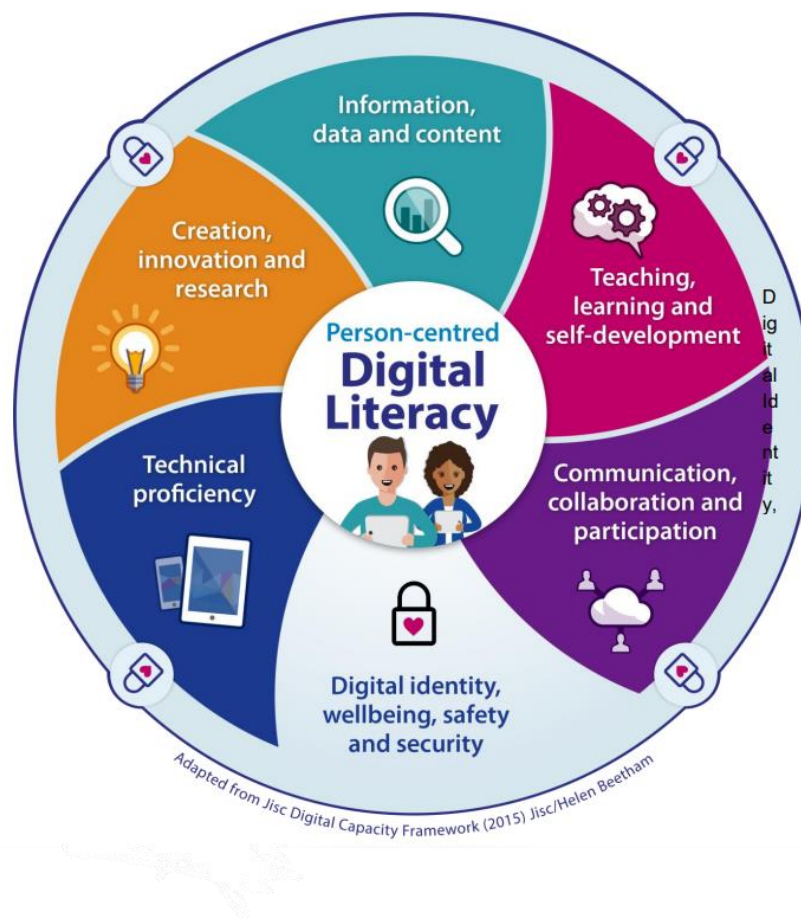 Information,
data and content
Creation,
innovation and
research
Teaching,
learning and
self-development
Person-centred
Digital
Literacy
Technical
proficiency
Communication,
collaboration and
participation
Digital identity,
wellbeing, safety
and security
D
ig
it
al
Id
e
nt
it
y,
Adapted from Jisc Digital Capacity Framework (2015) Jisc/Helen Beetham